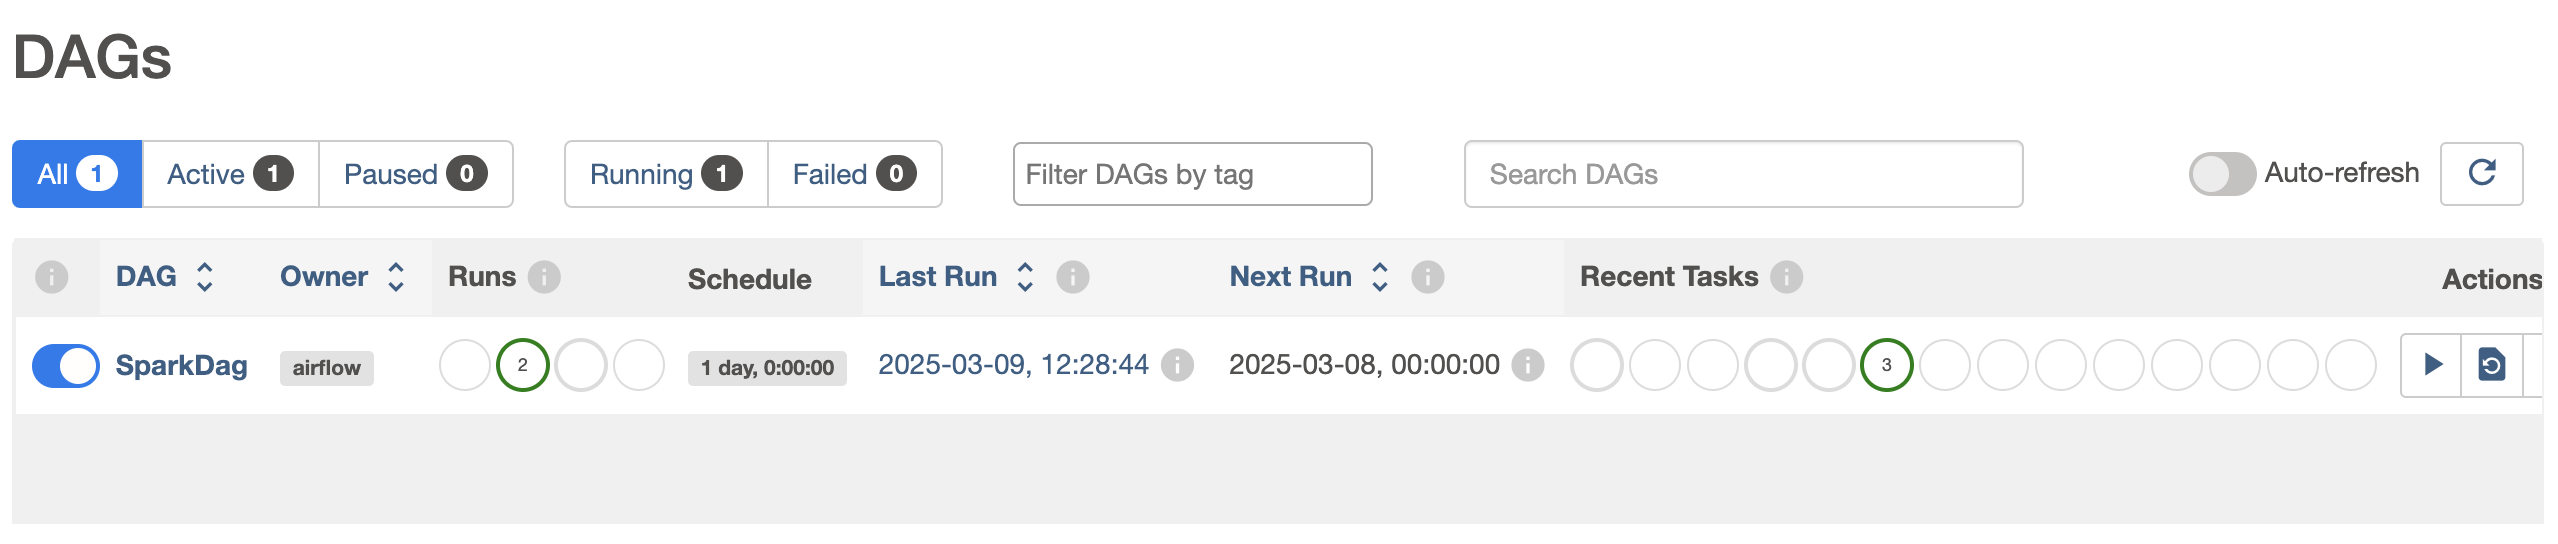 DAGs
All 1 Active 1 Paused 0 Running 1 Failed 0 Filter DAGs by tag Search DAGs Auto-refresh
DAG Owner Runs Schedule Last Run Next Run Recent Tasks Actions
SparkDag airflow 2 1 day, 0:00:00 2025-03-09, 12:28:44 2025-03-08, 00:00:00 3